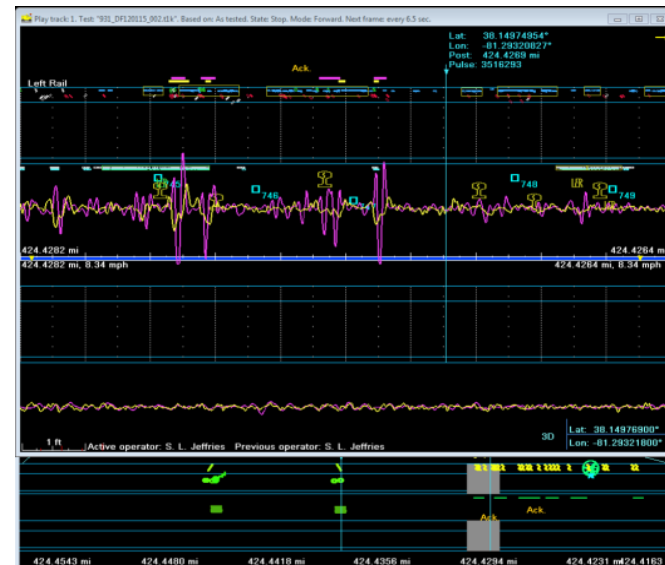 Play track: 1. Test: "931_DF120115_002.t1k". Based on: As tested. State: Stop. Mode: Forward. Next frame: every 6.5 sec.
Lat: 38.14974954°
Lon: -81.29320827°
Post: 424.4269 mi
Pulse: 3516293
Ack.
Left Rail
745
746
748
749
424.4282 mi
424.4264 mi
424.4282 mi, 8.34 mph
424.4264 mi, 8.34 mph
1 ft
Active operator: S. L. Jeffries Previous operator: S. L. Jeffries
3D
Lat: 38.14976900°
Lon: -81.29321800°
Ack.
Ack.
424.4543 mi
424.4480 mi
424.4418 mi
424.4356 mi
424.4294 mi
424.4231 mi
424.4163